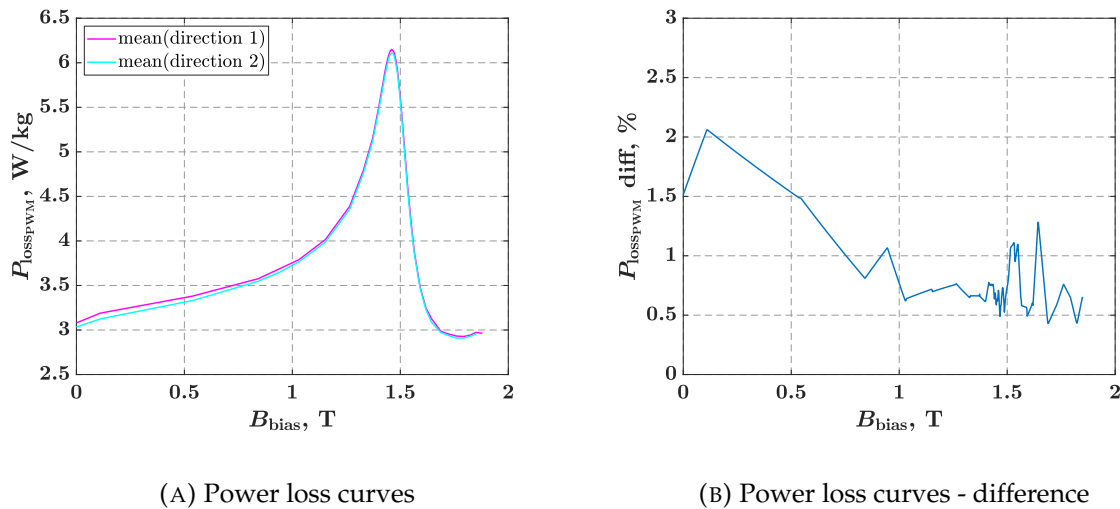 6.5
6
5.5
5
4.5
4
3.5
3
2.5
P_lossPWM, W/kg
mean(direction 1)
mean(direction 2)
0 0.5 1 1.5 2
B_bias, T
(A) Power loss curves
3
2.5
2
1.5
1
0.5
0
P_lossPWM diff, %
0 0.5 1 1.5 2
B_bias, T
(B) Power loss curves - difference